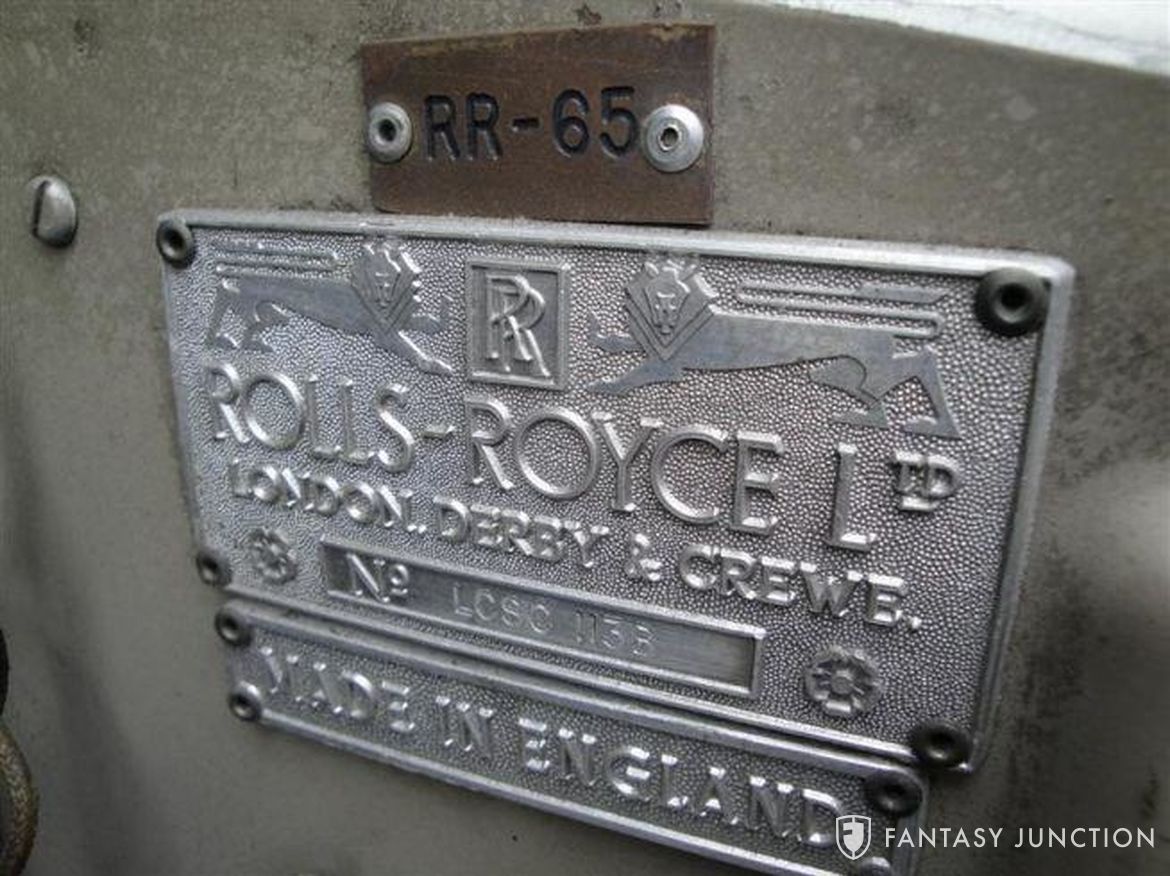 RR-65
RR
ROLLS-ROYCE LTD
LONDON. DERBY & CREWE.
No LCSC 113B
MADE IN ENGLAND.
FANTASY JUNCTION